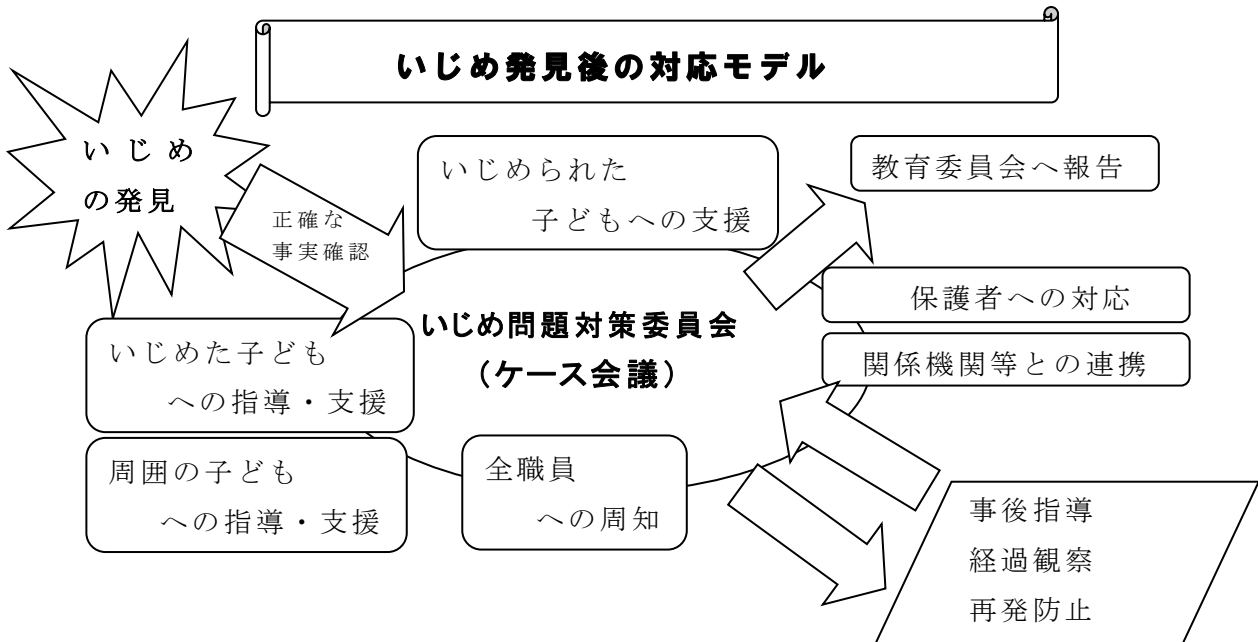 いじめ発見後の対応モデル
いじめ
の発見
正確な
事実確認
いじめられた
子どもへの支援
教育委員会へ報告
保護者への対応
関係機関等との連携
いじめ問題対策委員会
（ケース会議）
いじめた子ども
への指導・支援
周囲の子ども
への指導・支援
全職員
への周知
事後指導
経過観察
再発防止